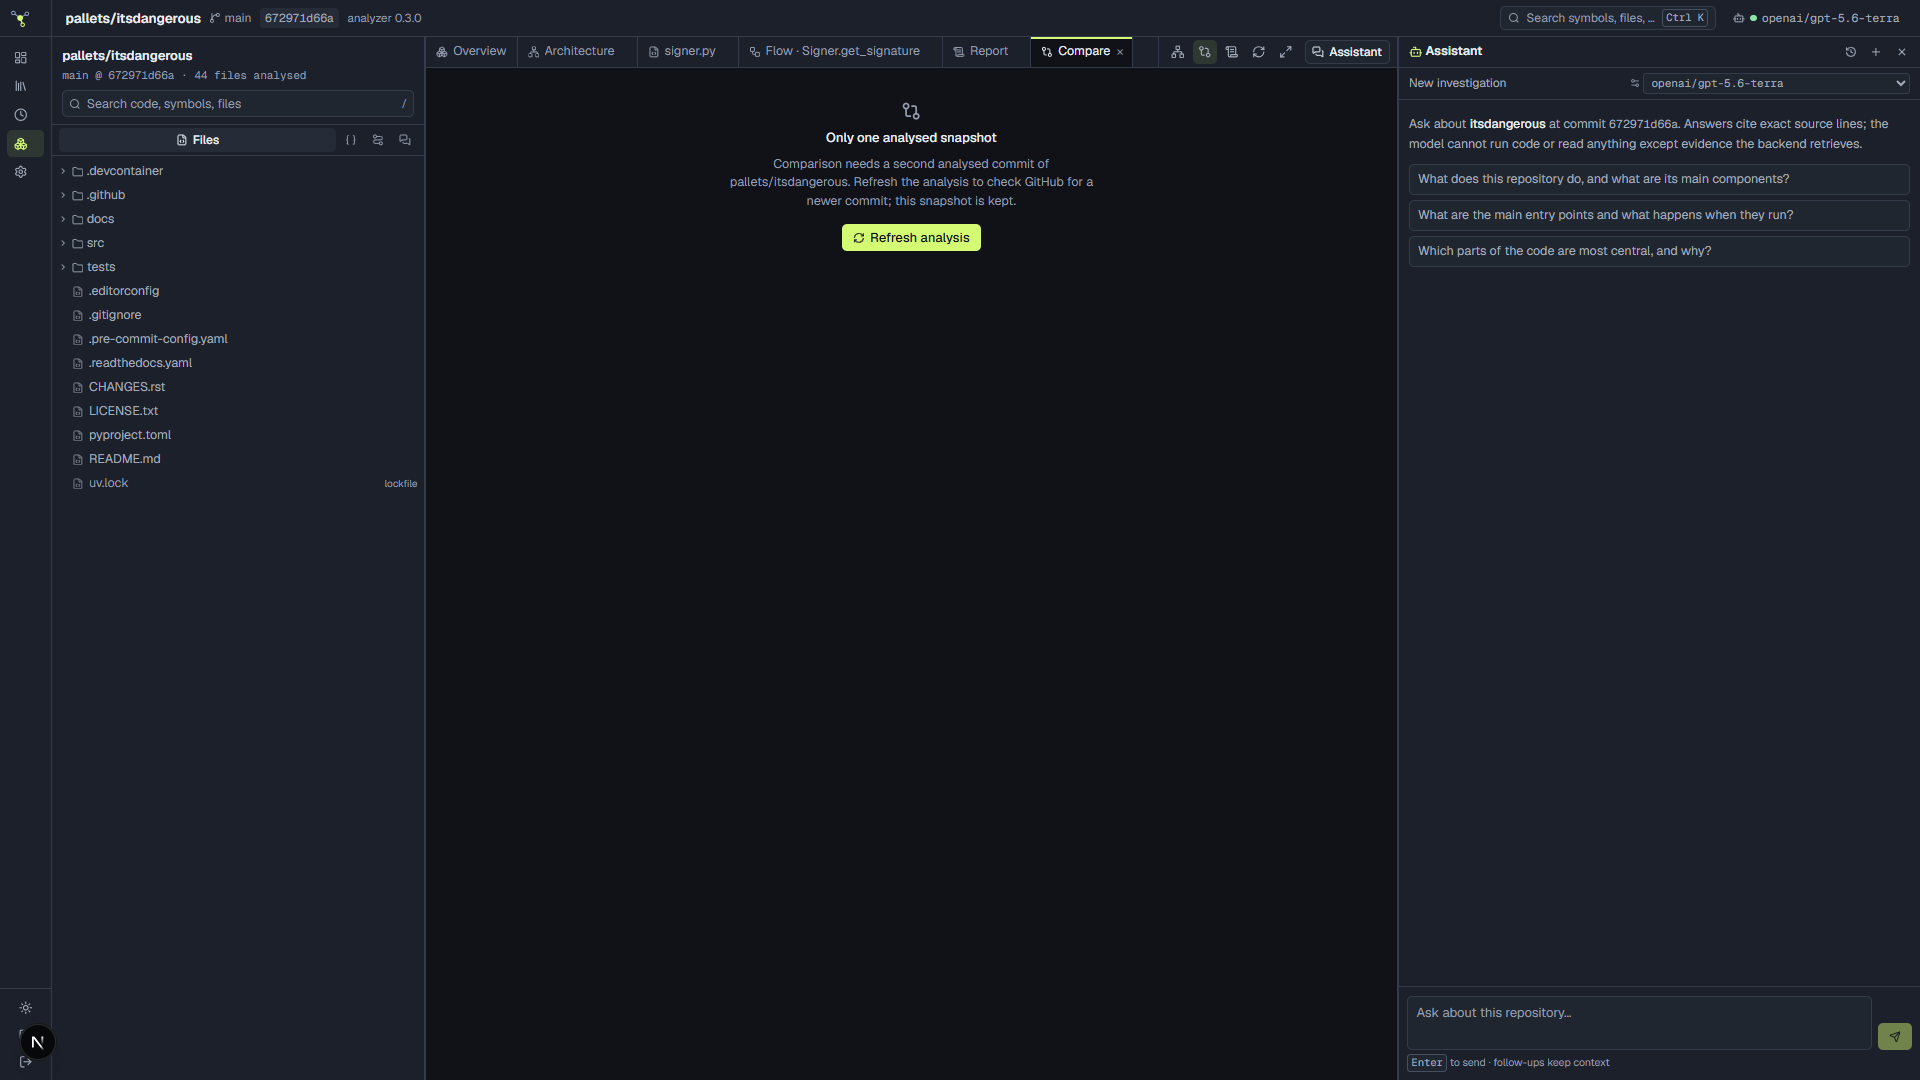 pallets/itsdangerous main 672971d66a analyzer 0.3.0
Search symbols, files, … Ctrl K
openai/gpt-5.6-terra
pallets/itsdangerous
main @ 672971d66a · 44 files analysed
Search code, symbols, files /
Files
.devcontainer
.github
docs
src
tests
.editorconfig
.gitignore
.pre-commit-config.yaml
.readthedocs.yaml
CHANGES.rst
LICENSE.txt
pyproject.toml
README.md
uv.lock lockfile
N
Overview
Architecture
signer.py
Flow · Signer.get_signature
Report
Compare ×
Assistant
Only one analysed snapshot
Comparison needs a second analysed commit of
pallets/itsdangerous. Refresh the analysis to check GitHub for a
newer commit; this snapshot is kept.
Refresh analysis
Assistant
New investigation openai/gpt-5.6-terra
Ask about itsdangerous at commit 672971d66a. Answers cite exact source lines; the
model cannot run code or read anything except evidence the backend retrieves.
What does this repository do, and what are its main components?
What are the main entry points and what happens when they run?
Which parts of the code are most central, and why?
Ask about this repository…
Enter to send · follow-ups keep context